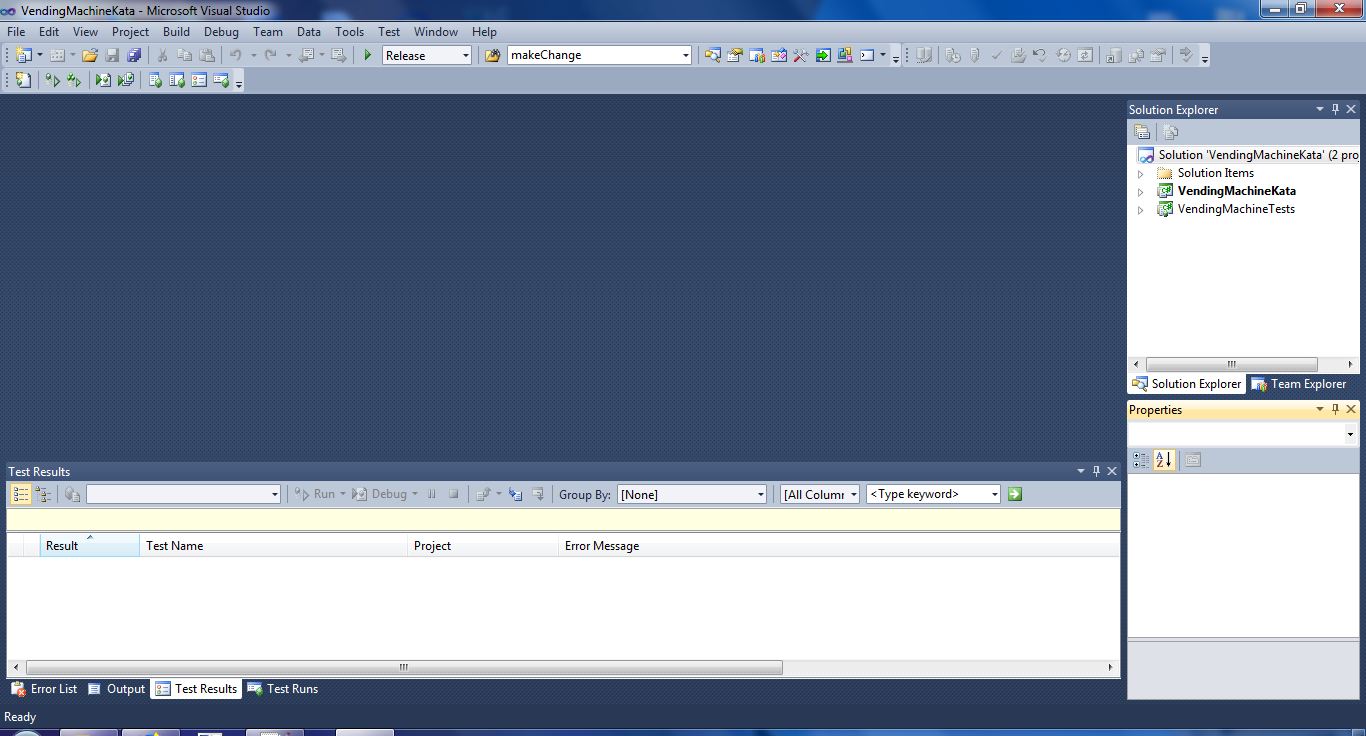 VendingMachineKata - Microsoft Visual Studio
File Edit View Project Build Debug Team Data Tools Test Window Help
Release makeChange
Solution Explorer
Solution 'VendingMachineKata' (2 pro
Solution Items
VendingMachineKata
VendingMachineTests
Solution Explorer Team Explorer
Properties
Test Results
Run Debug Group By: [None] [All Column <Type keyword>
Result Test Name Project Error Message
Error List Output Test Results Test Runs
Ready